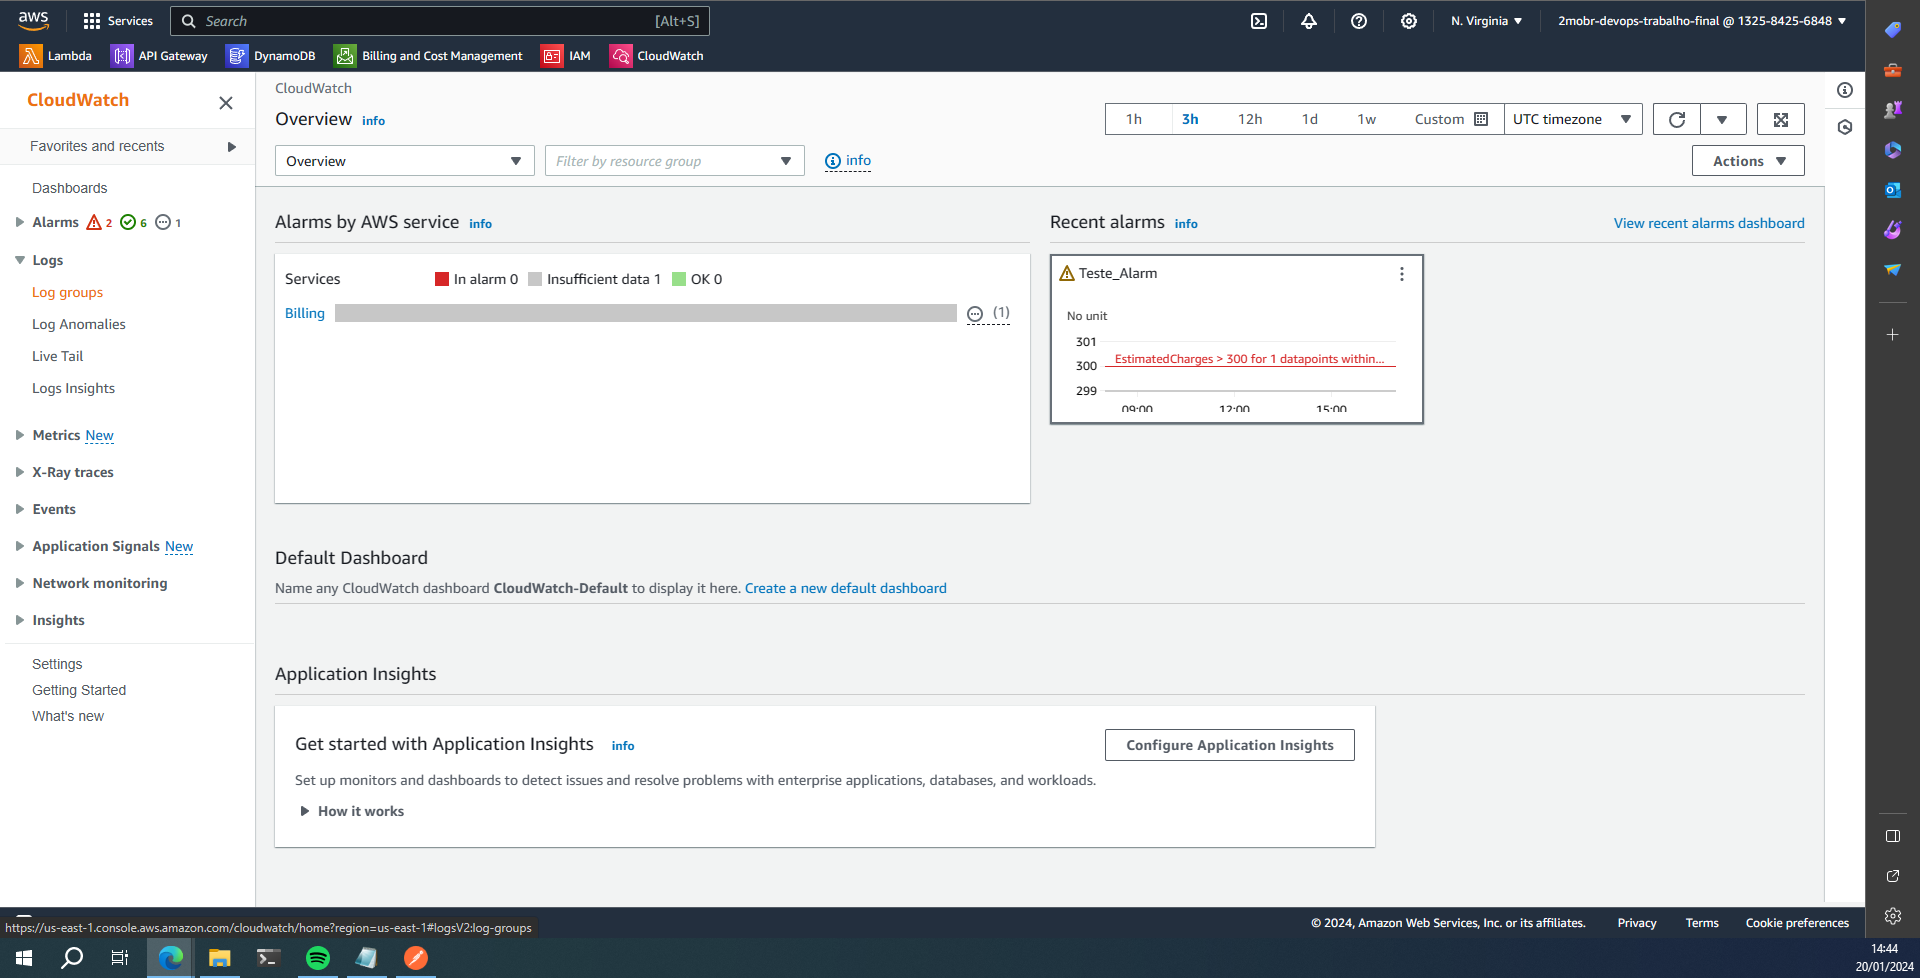 aws
Services
Search
[Alt+S]
N. Virginia
2mobr-devops-trabalho-final @ 1325-8425-6848
Lambda
API Gateway
DynamoDB
Billing and Cost Management
IAM
CloudWatch
CloudWatch
Favorites and recents
Dashboards
Alarms 2 6 1
Logs
Log groups
Log Anomalies
Live Tail
Logs Insights
Metrics New
X-Ray traces
Events
Application Signals New
Network monitoring
Insights
Settings
Getting Started
What's new
CloudWatch
Overview info
1h 3h 12h 1d 1w Custom UTC timezone
Overview
Filter by resource group
info
Actions
Alarms by AWS service info
Services In alarm 0 Insufficient data 1 OK 0
Billing (1)
Recent alarms info
View recent alarms dashboard
Teste_Alarm
No unit
301
EstimatedCharges > 300 for 1 datapoints within...
300
299
09:00 12:00 15:00
Default Dashboard
Name any CloudWatch dashboard CloudWatch-Default to display it here. Create a new default dashboard
Application Insights
Get started with Application Insights info
Configure Application Insights
Set up monitors and dashboards to detect issues and resolve problems with enterprise applications, databases, and workloads.
How it works
© 2024, Amazon Web Services, Inc. or its affiliates. Privacy Terms Cookie preferences
https://us-east-1.console.aws.amazon.com/cloudwatch/home?region=us-east-1#logsV2:log-groups
14:44
20/01/2024